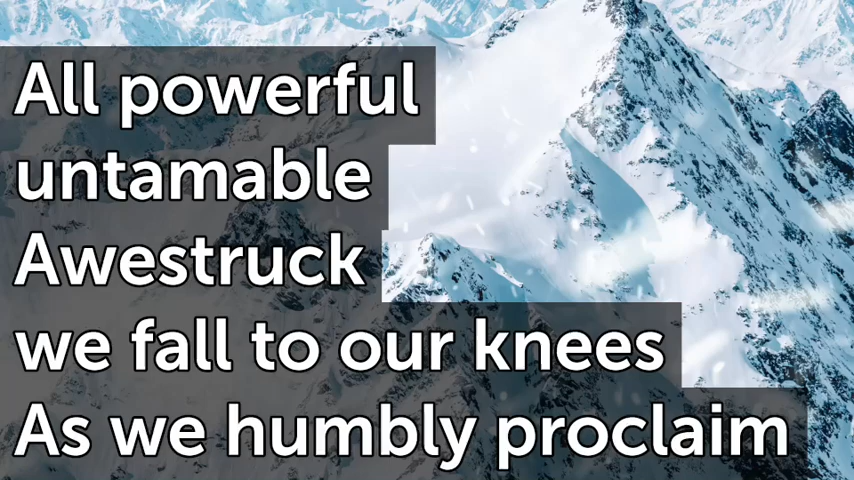 All powerful
untamable
Awestruck
we fall to our knees
As we humbly proclaim